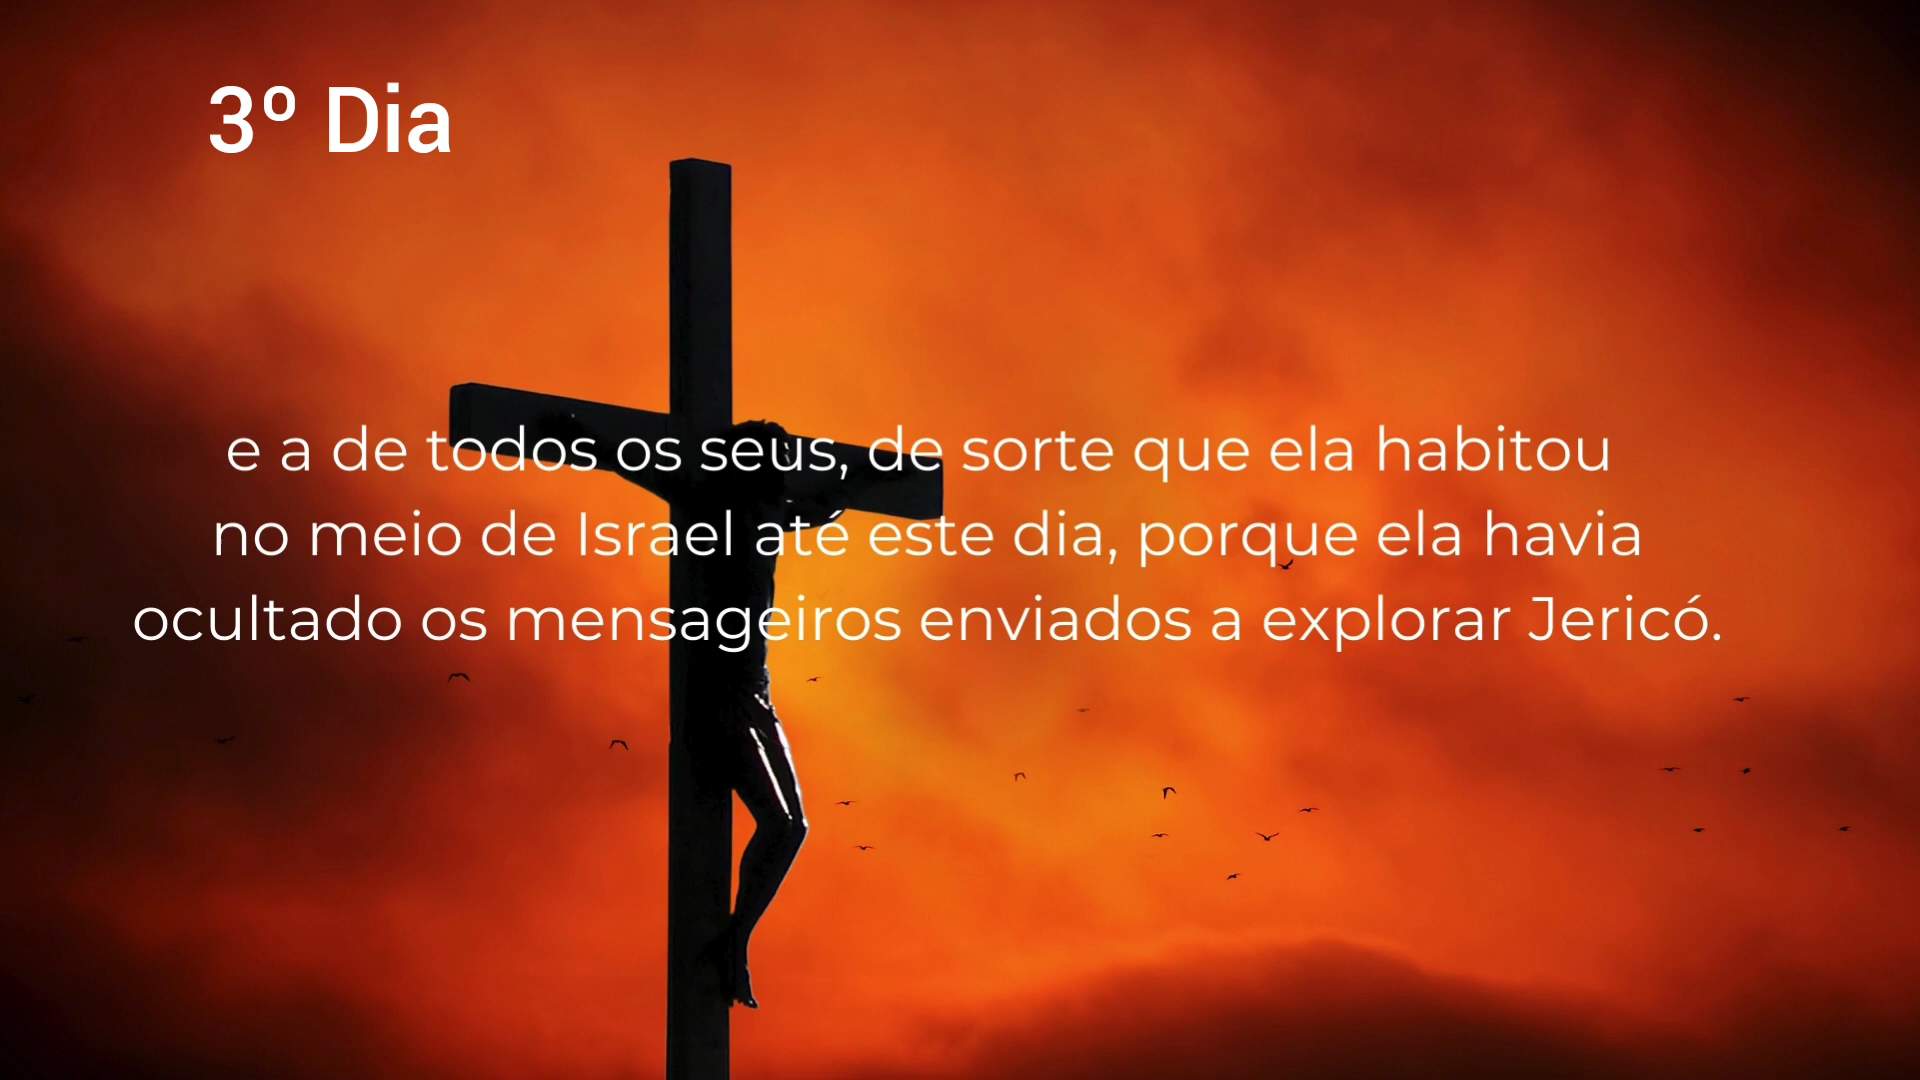 3º Dia
e a de todos os seus, de sorte que ela habitou
no meio de Israel até este dia, porque ela havia
ocultado os mensageiros enviados a explorar Jericó.